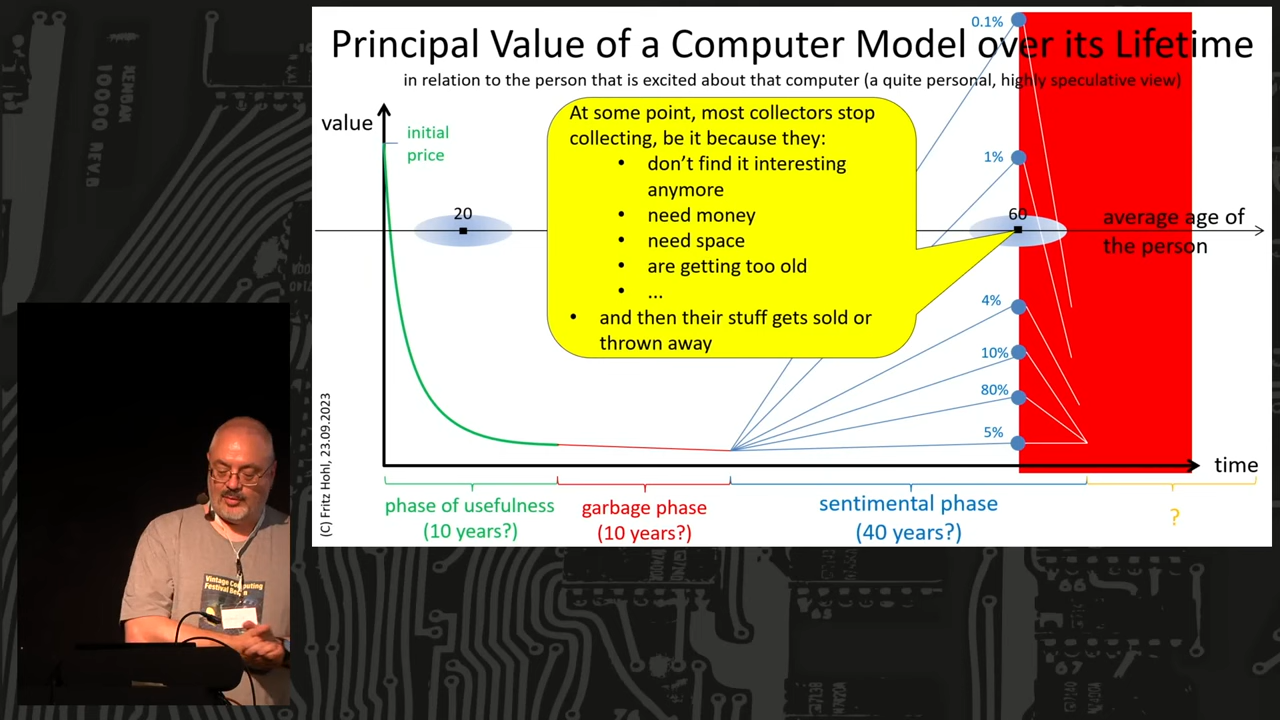 Principal Value of a Computer Model over its Lifetime
in relation to the person that is excited about that computer (a quite personal, highly speculative view)
value
initial
price
0.1%
1%
20
60
average age of
the person
At some point, most collectors stop
collecting, be it because they:
• don't find it interesting
anymore
• need money
• need space
• are getting too old
• ...
• and then their stuff gets sold or
thrown away
4%
10%
80%
5%
time
phase of usefulness
(10 years?)
garbage phase
(10 years?)
sentimental phase
(40 years?)
?
(C) Fritz Hohl, 23.09.2023
Vintage Computing
10000 REV.B